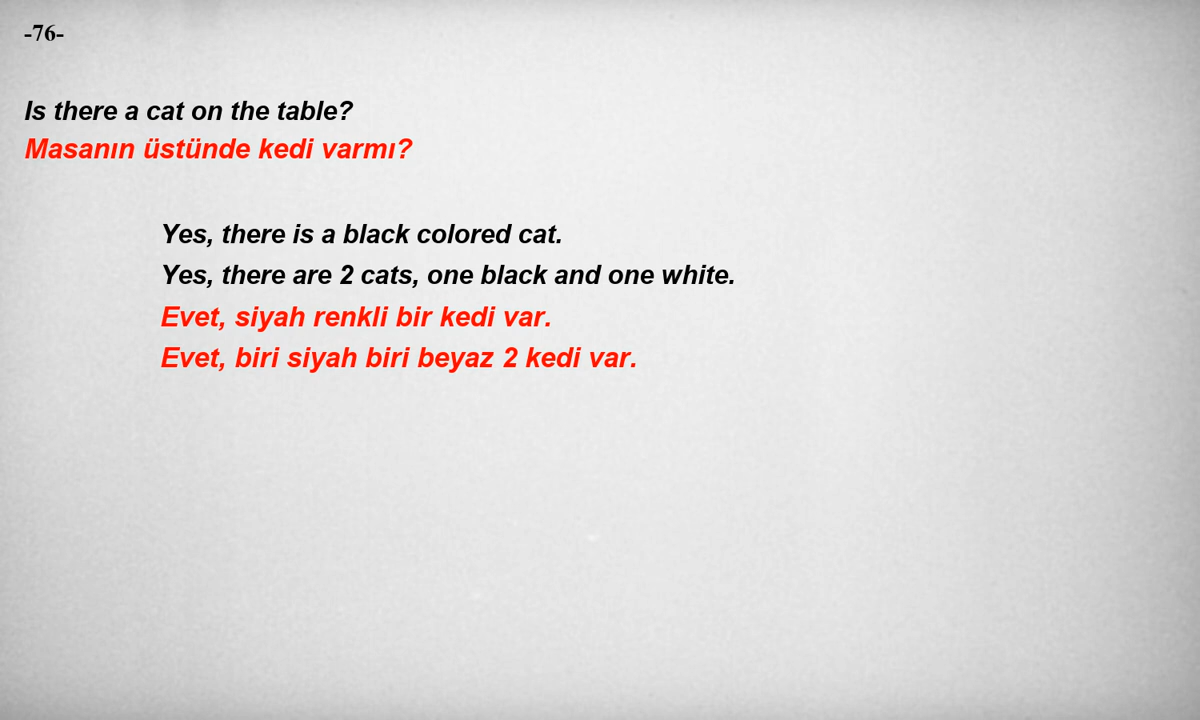 -76-
Is there a cat on the table?
Masanın üstünde kedi varmı?
Yes, there is a black colored cat.
Yes, there are 2 cats, one black and one white.
Evet, siyah renkli bir kedi var.
Evet, biri siyah biri beyaz 2 kedi var.